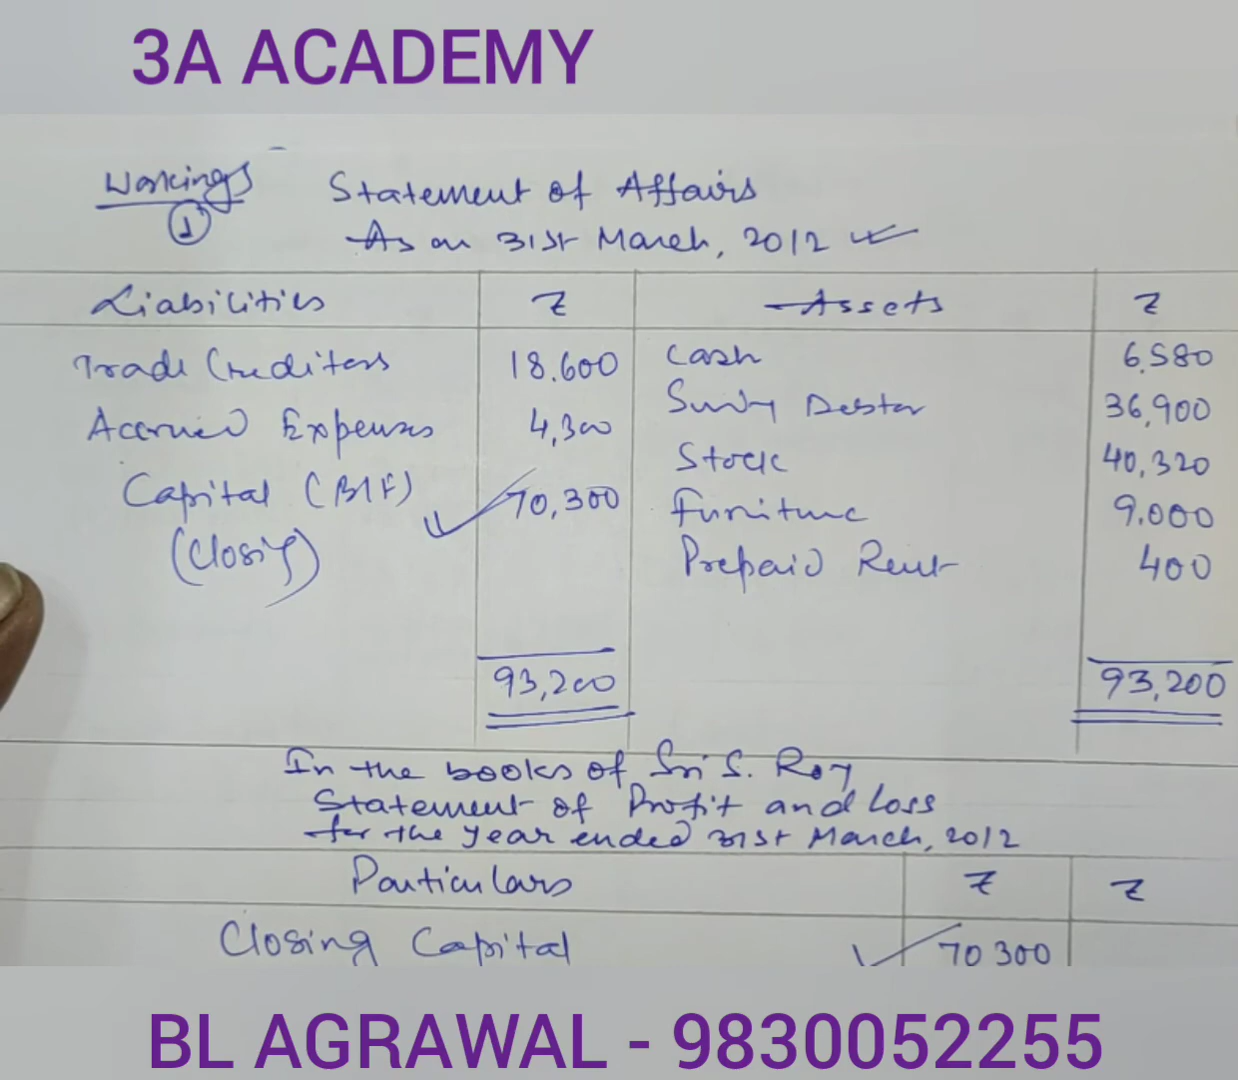 3A ACADEMY
Workings
1
Statement of Affairs
As on 31st March, 2012
Liabilities ₹ Assets ₹
Trade Creditors 18,600 Cash 6,580
Accrued Expenses 4,300 Sundry Debtor 36,900
Capital (B/F) 70,300 Stock 40,320
(Closing) Furniture 9,000
Prepaid Rent 400
93,200 93,200
In the books of Sri S. Roy
Statement of Profit and Loss
for the year ended 31st March, 2012
Particulars ₹ ₹
Closing Capital 70300
BL AGRAWAL - 9830052255